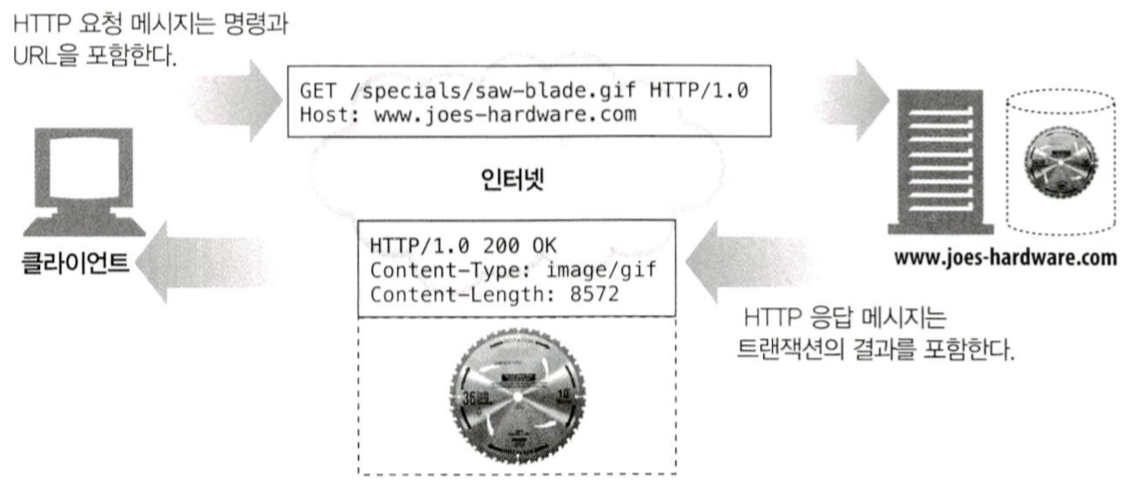 HTTP 요청 메시지는 명령과
URL을 포함한다.
GET /specials/saw-blade.gif HTTP/1.0
Host: www.joes-hardware.com
인터넷
클라이언트
HTTP/1.0 200 OK
Content-Type: image/gif
Content-Length: 8572
www.joes-hardware.com
HTTP 응답 메시지는
트랜잭션의 결과를 포함한다.
36
10